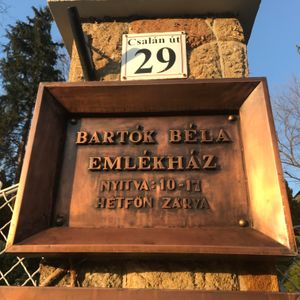 Csalán út
29
BARTÓK BÉLA
EMLÉKHÁZ
NYITVA: 10-17
HÉTFŐN ZÁRVA